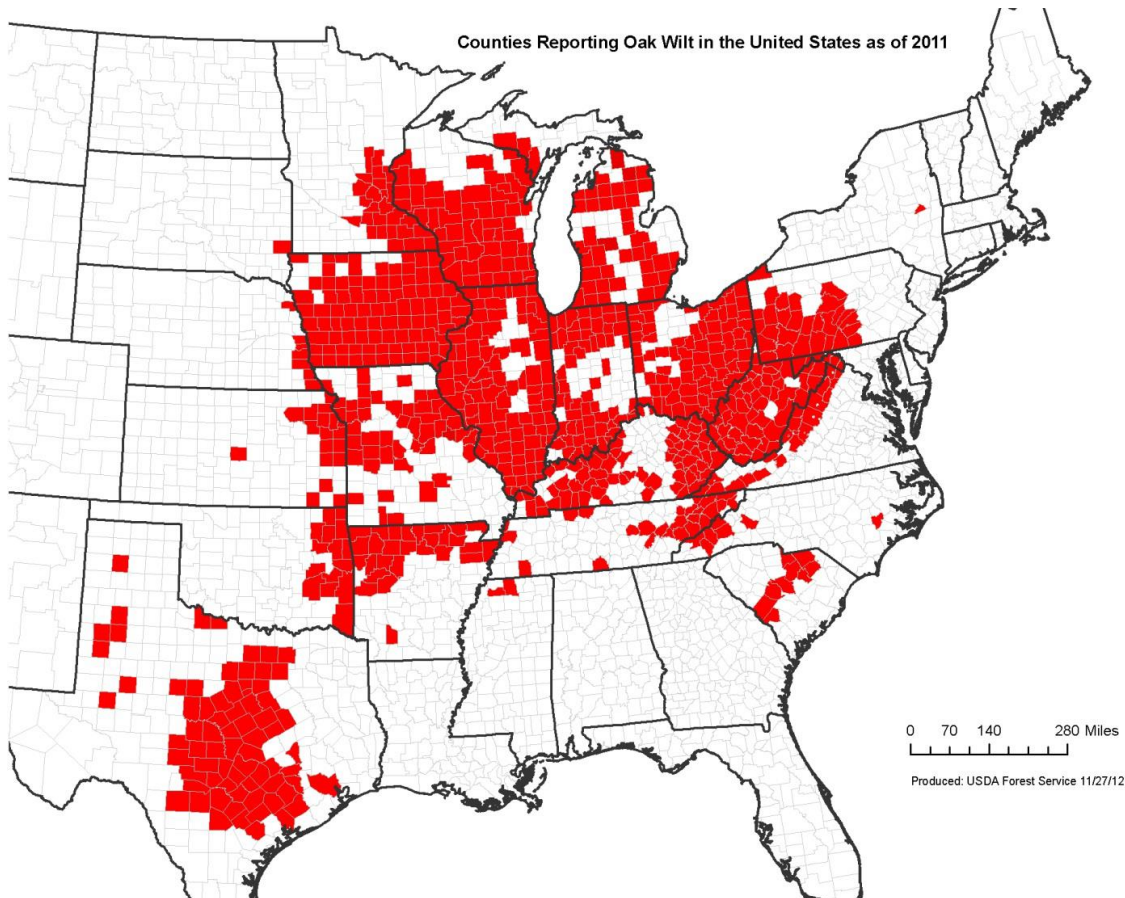 Counties Reporting Oak Wilt in the United States as of 2011
0 70 140 280 Miles
Produced: USDA Forest Service 11/27/12